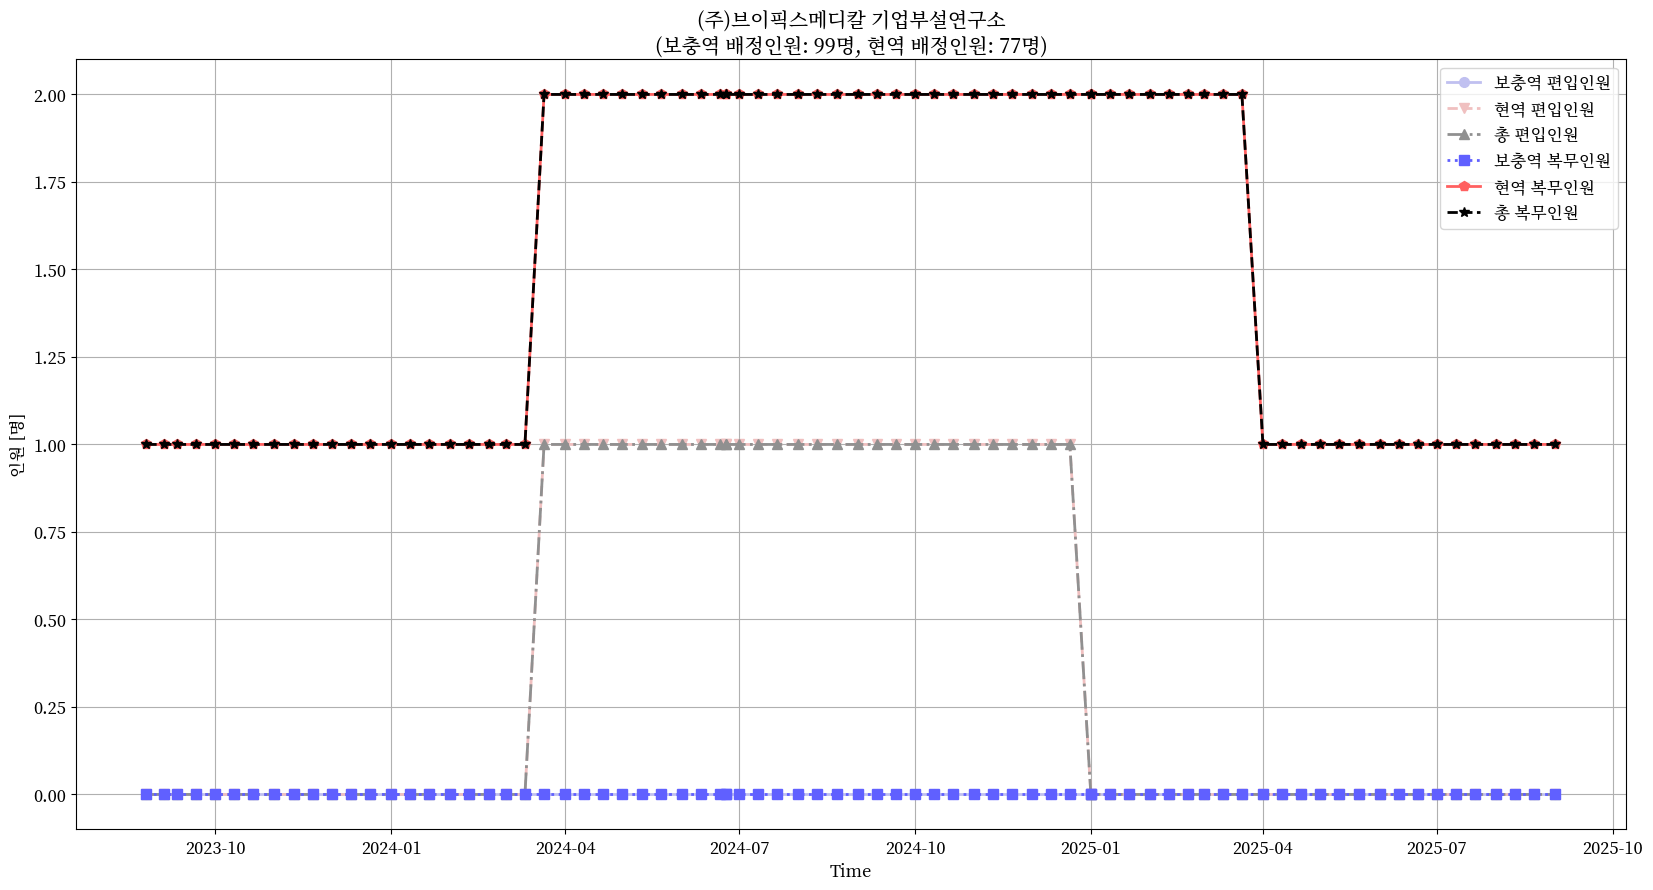 (주)브이픽스메디칼 기업부설연구소
(보충역 배정인원: 99명, 현역 배정인원: 77명)
보충역 편입인원
현역 편입인원
총 편입인원
보충역 복무인원
현역 복무인원
총 복무인원
인원 [명]
2.00
1.75
1.50
1.25
1.00
0.75
0.50
0.25
0.00
2023-10 2024-01 2024-04 2024-07 2024-10 2025-01 2025-04 2025-07 2025-10
Time